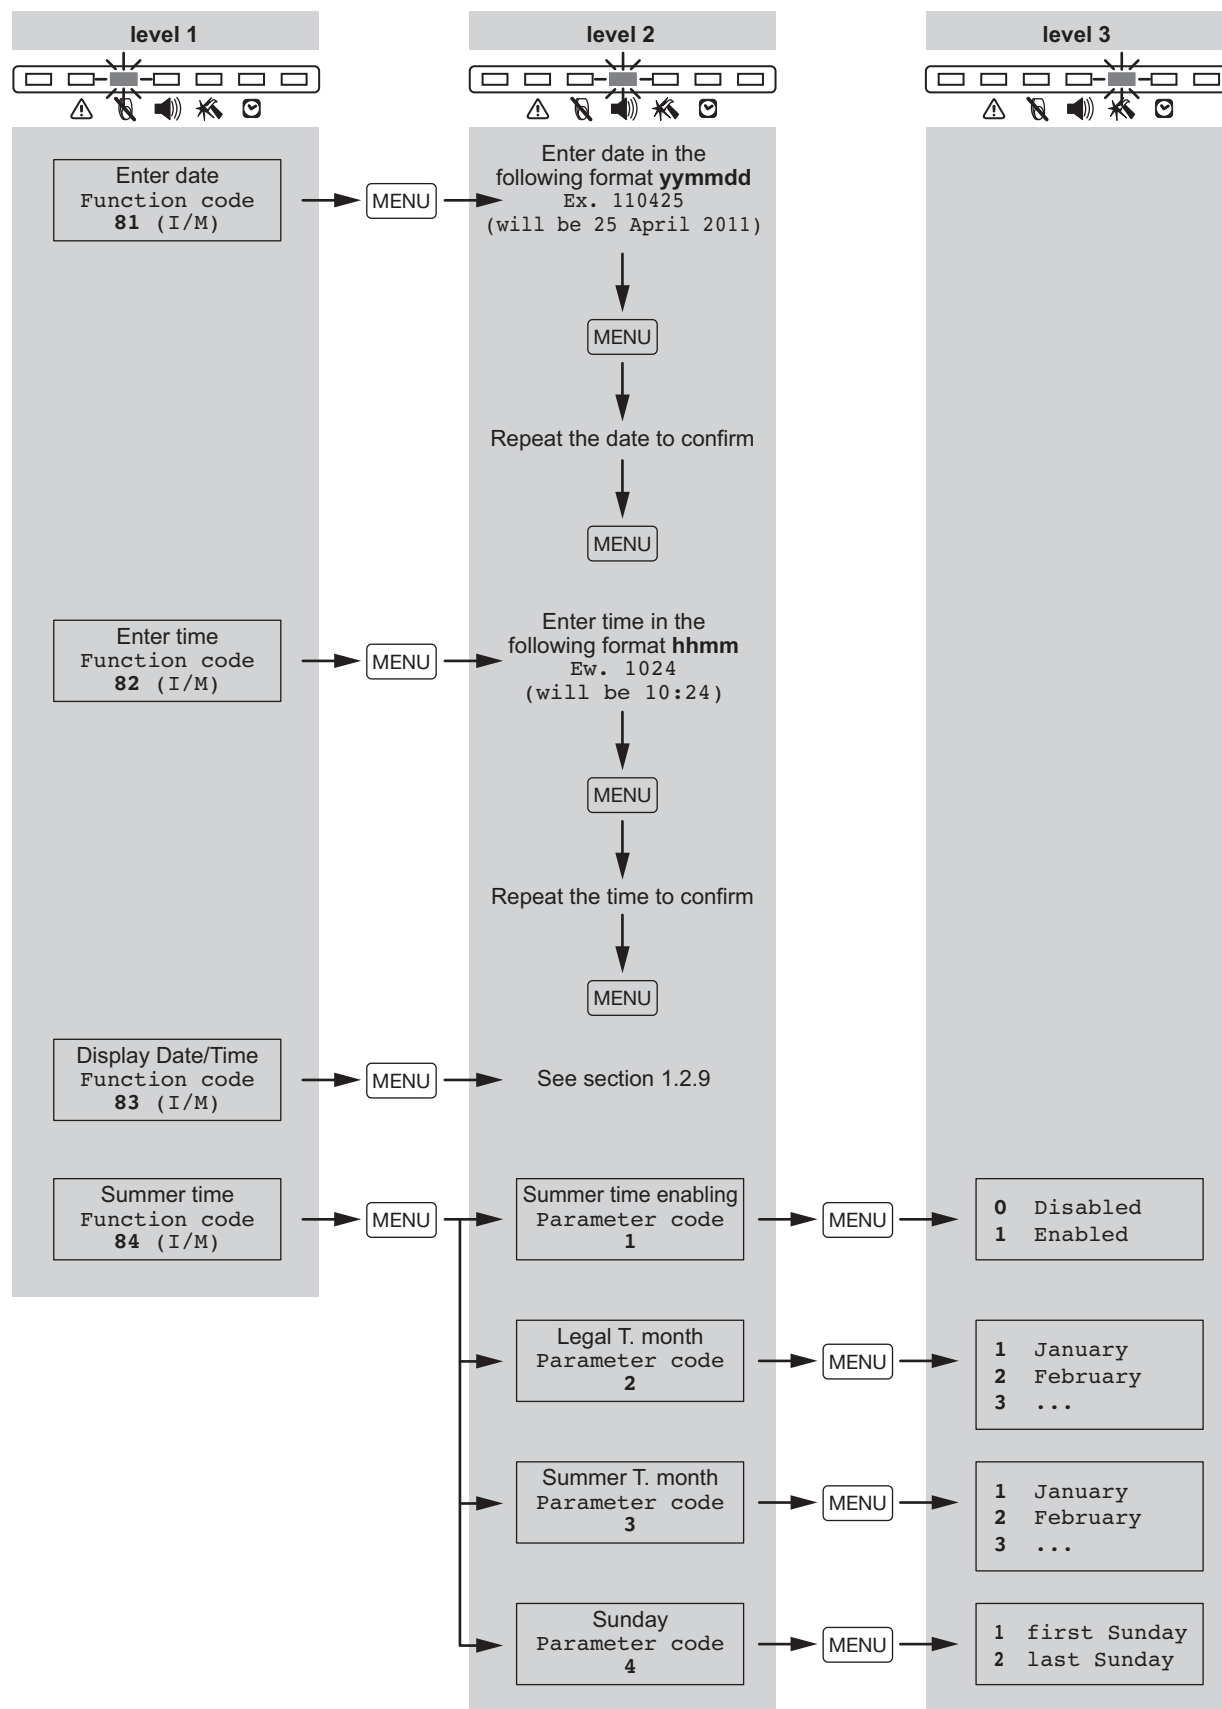 level 1
level 2
level 3
Enter date
Function code
81 (I/M)
MENU
Enter date in the
following format yymmdd
Ex. 110425
(will be 25 April 2011)
MENU
Repeat the date to confirm
MENU
Enter time
Function code
82 (I/M)
MENU
Enter time in the
following format hhmm
Ew. 1024
(will be 10:24)
MENU
Repeat the time to confirm
MENU
Display Date/Time
Function code
83 (I/M)
MENU
See section 1.2.9
Summer time
Function code
84 (I/M)
MENU
Summer time enabling
Parameter code
1
MENU
0 Disabled
1 Enabled
Legal T. month
Parameter code
2
MENU
1 January
2 February
3 ...
Summer T. month
Parameter code
3
MENU
1 January
2 February
3 ...
Sunday
Parameter code
4
MENU
1 first Sunday
2 last Sunday